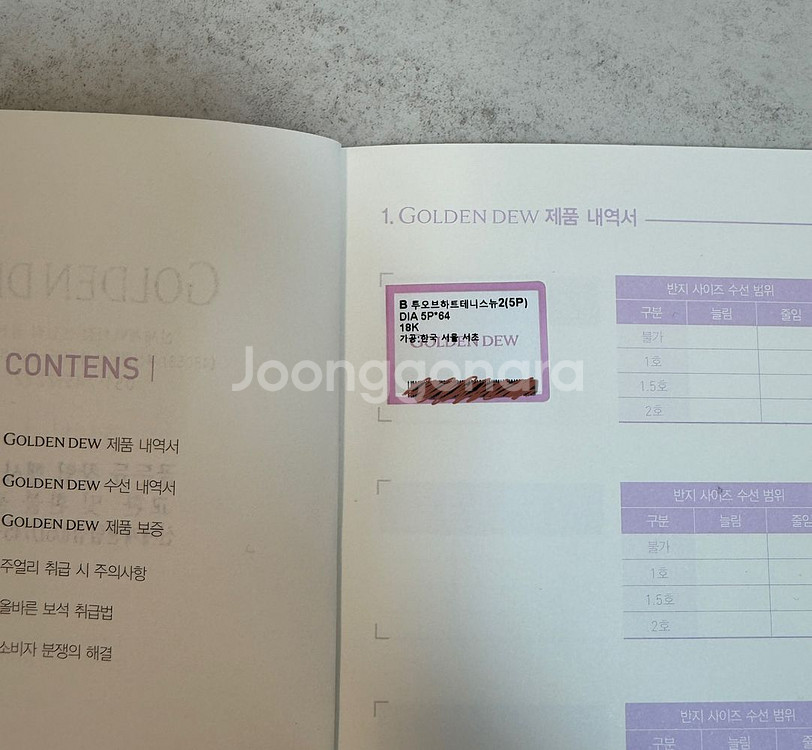 CONTENS
GOLDEN DEW 제품 내역서
GOLDEN DEW 수선 내역서
GOLDEN DEW 제품 보증
주얼리 취급 시 주의사항
올바른 보석 취급법
소비자 분쟁의 해결
1. GOLDEN DEW 제품 내역서
B 투오브하트테니스뉴2(5P)
DIA 5P*64
18K
가공:한국 서울 서초
GOLDEN DEW
반지 사이즈 수선 범위
구분 늘림 줄임
불가
1호
1.5호
2호
반지 사이즈 수선 범위
구분 늘림 줄임
불가
1호
1.5호
2호
반지 사이즈 수선 범위
구분 늘림
Joonggonara